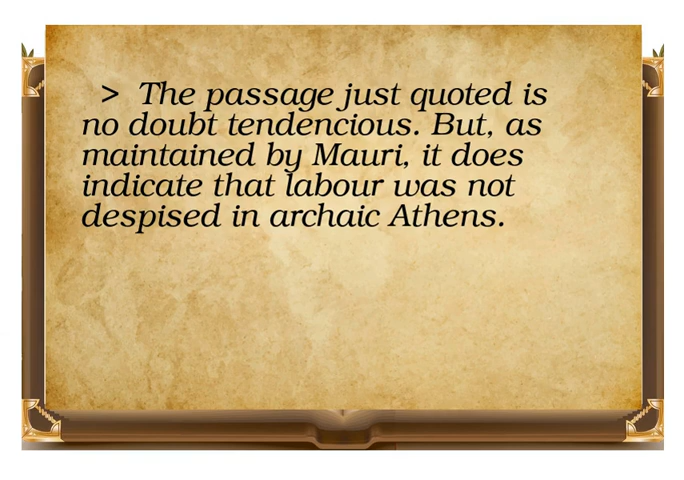 > The passage just quoted is
no doubt tendencious. But, as
maintained by Mauri, it does
indicate that labour was not
despised in archaic Athens.